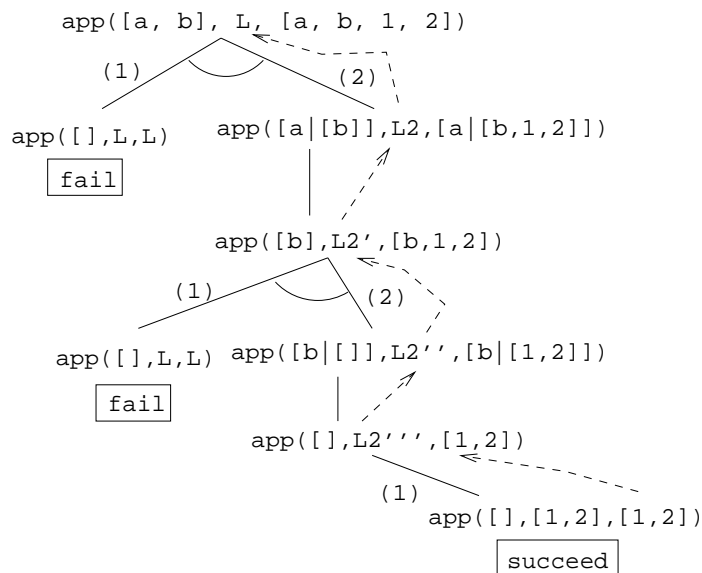 app([a, b], L, [a, b, 1, 2])
(1)
(2)
app([],L,L)
app([a|[b]],L2,[a|[b,1,2]])
fail
app([b],L2',[b,1,2])
(1)
(2)
app([],L,L)
app([b|[]],L2'',[b|[1,2]])
fail
app([],L2''',[1,2])
(1)
app([],[1,2],[1,2])
succeed